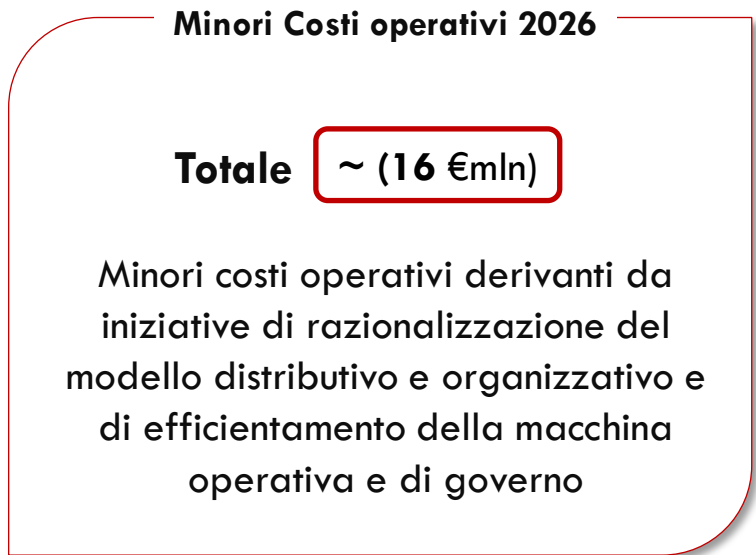 Minori Costi operativi 2026
Totale ~ (16 €mln)
Minori costi operativi derivanti da
iniziative di razionalizzazione del
modello distributivo e organizzativo e
di efficientamento della macchina
operativa e di governo